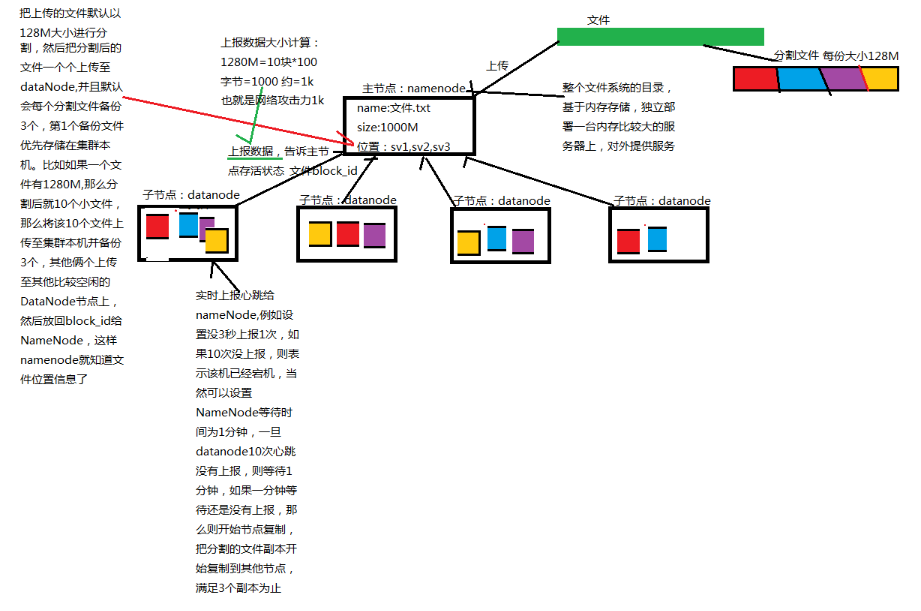 把上传的文件默认以
128M大小进行分
割，然后把分割后的
文件一个个上传至
dataNode,并且默认
会每个分割文件备份
3个，第1个备份文件
优先存储在集群本
机。比如如果一个文
件有1280M,那么分
割后就10个小文件，
那么将该10个文件上
传至集群本机并备份
3个，其他俩个上传
至其他比较空闲的
DataNode节点上，
然后放回block_id给
NameNode，这样
namenode就知道文
件位置信息了
上报数据大小计算：
1280M=10块*100
字节=1000 约=1k
也就是网络攻击力1k
上报数据，告诉主节
点存活状态 文件block_id
文件
上传
分割文件 每份大小128M
主节点：namenode
name:文件.txt
size:1000M
位置：sv1,sv2,sv3
整个文件系统的目录，
基于内存存储，独立部
署一台内存比较大的服
务器上，对外提供服务
子节点：datanode
子节点：datanode
子节点：datanode
子节点：datanode
实时上报心跳给
nameNode,例如设
置没3秒上报1次，如
果10次没上报，则表
示该机已经宕机，当
然可以设置
NameNode等待时
间为1分钟，一旦
datanode10次心跳
没有上报，则等待1
分钟，如果一分钟等
待还是没有上报，那
么则开始节点复制，
把分割的文件副本开
始复制到其他节点，
满足3个副本为止